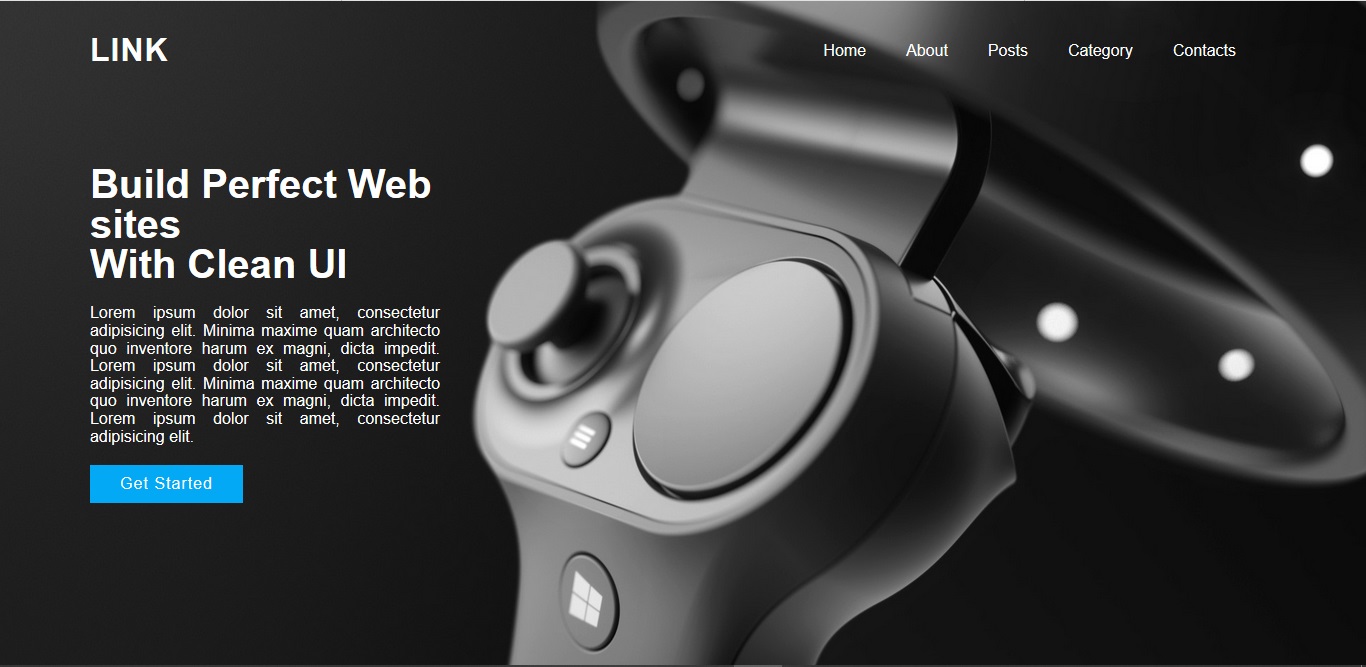 LINK
Home About Posts Category Contacts
Build Perfect Web
sites
With Clean UI
Lorem ipsum dolor sit amet, consectetur
adipisicing elit. Minima maxime quam architecto
quo inventore harum ex magni, dicta impedit.
Lorem ipsum dolor sit amet, consectetur
adipisicing elit. Minima maxime quam architecto
quo inventore harum ex magni, dicta impedit.
Lorem ipsum dolor sit amet, consectetur
adipisicing elit.
Get Started